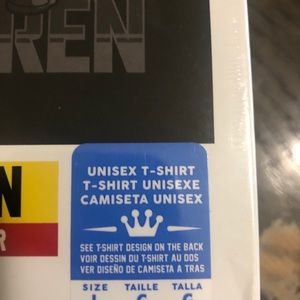 REN
UNISEX T-SHIRT
T-SHIRT UNISEXE
CAMISETA UNISEX
N
R
SEE T-SHIRT DESIGN ON THE BACK
VOIR DESSIN DU T-SHIRT AU DOS
VER DISEÑO DE CAMISETA A TRAS
SIZE TAILLE TALLA